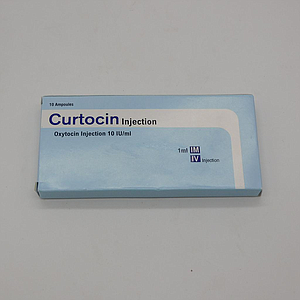 10 Ampoules
Curtocin Injection
Oxytocin Injection 10 IU/ml
1ml IM
IV Injection